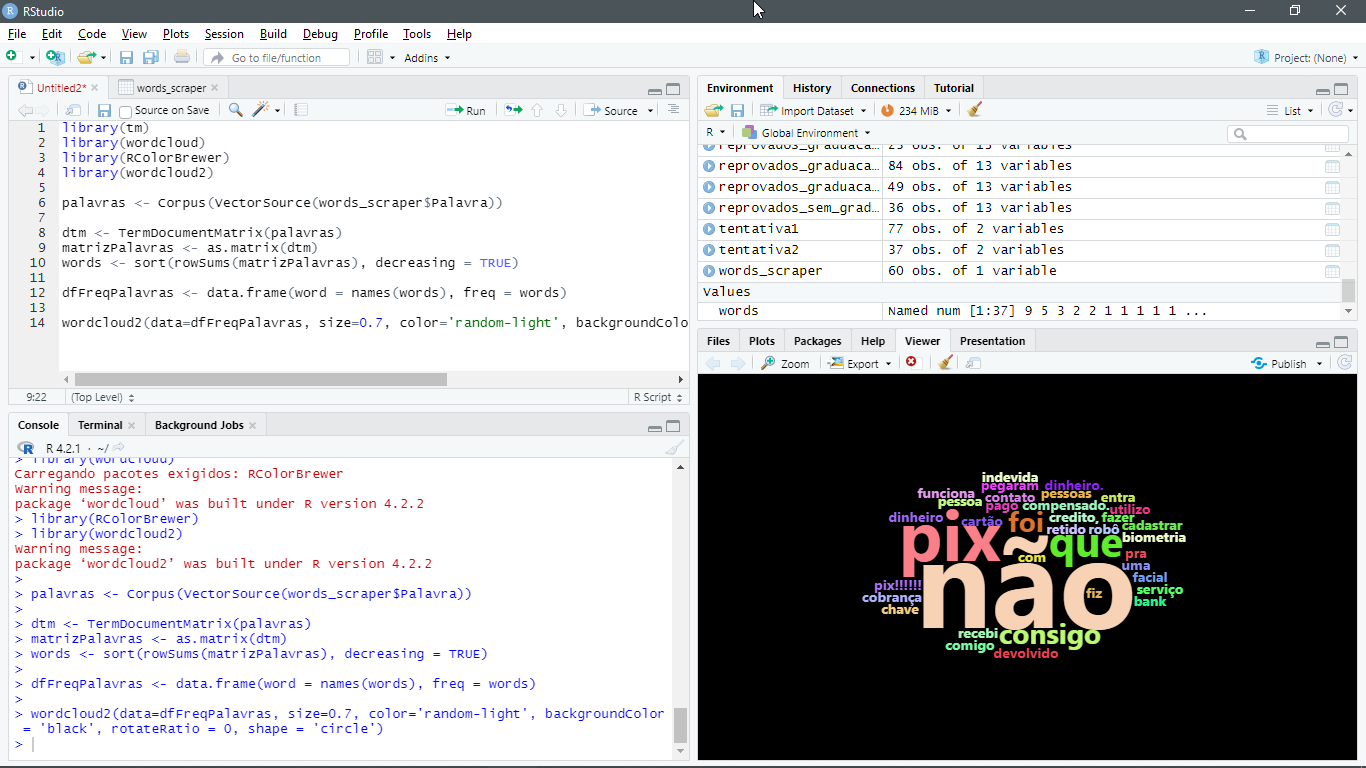 RStudio
File Edit Code View Plots Session Build Debug Profile Tools Help
Go to file/function Addins Project: (None)
Untitled2* words_scraper
Source on Save Run Source
1 library(tm)
2 library(wordcloud)
3 library(RColorBrewer)
4 library(wordcloud2)
5
6 palavras <- Corpus(VectorSource(words_scraper$Palavra))
7
8 dtm <- TermDocumentMatrix(palavras)
9 matrizPalavras <- as.matrix(dtm)
10 words <- sort(rowSums(matrizPalavras), decreasing = TRUE)
11
12 dfFreqPalavras <- data.frame(word = names(words), freq = words)
13
14 wordcloud2(data=dfFreqPalavras, size=0.7, color='random-light', backgroundColo
9:22 (Top Level) R Script
Console Terminal Background Jobs
R 4.2.1 · ~/
> library(wordcloud)
Carregando pacotes exigidos: RColorBrewer
Warning message:
package ‘wordcloud’ was built under R version 4.2.2
> library(RColorBrewer)
> library(wordcloud2)
Warning message:
package ‘wordcloud2’ was built under R version 4.2.2
>
> palavras <- Corpus(VectorSource(words_scraper$Palavra))
>
> dtm <- TermDocumentMatrix(palavras)
> matrizPalavras <- as.matrix(dtm)
> words <- sort(rowSums(matrizPalavras), decreasing = TRUE)
>
> dfFreqPalavras <- data.frame(word = names(words), freq = words)
>
> wordcloud2(data=dfFreqPalavras, size=0.7, color='random-light', backgroundColor
= 'black', rotateRatio = 0, shape = 'circle')
>
Environment History Connections Tutorial
Import Dataset 234 MiB List
R Global Environment
reprovados_graduaca… 25 obs. of 13 variables
reprovados_graduaca… 84 obs. of 13 variables
reprovados_graduaca… 49 obs. of 13 variables
reprovados_sem_grad… 36 obs. of 13 variables
tentativa1 77 obs. of 2 variables
tentativa2 37 obs. of 2 variables
words_scraper 60 obs. of 1 variable
Values
words Named num [1:37] 9 5 3 2 2 1 1 1 1 1 ...
Files Plots Packages Help Viewer Presentation
Zoom Export Publish
indevida
pegaram dinheiro.
funciona contato pessoas entra
pessoa pago compensado. utilizo
dinheiro cartão foi credito, fazer
retido robô cadastrar
pix que biometria
com pra
uma
não facial
pix!!!!!! fiz serviço
cobrança bank
chave
recebi consigo
comigo devolvido